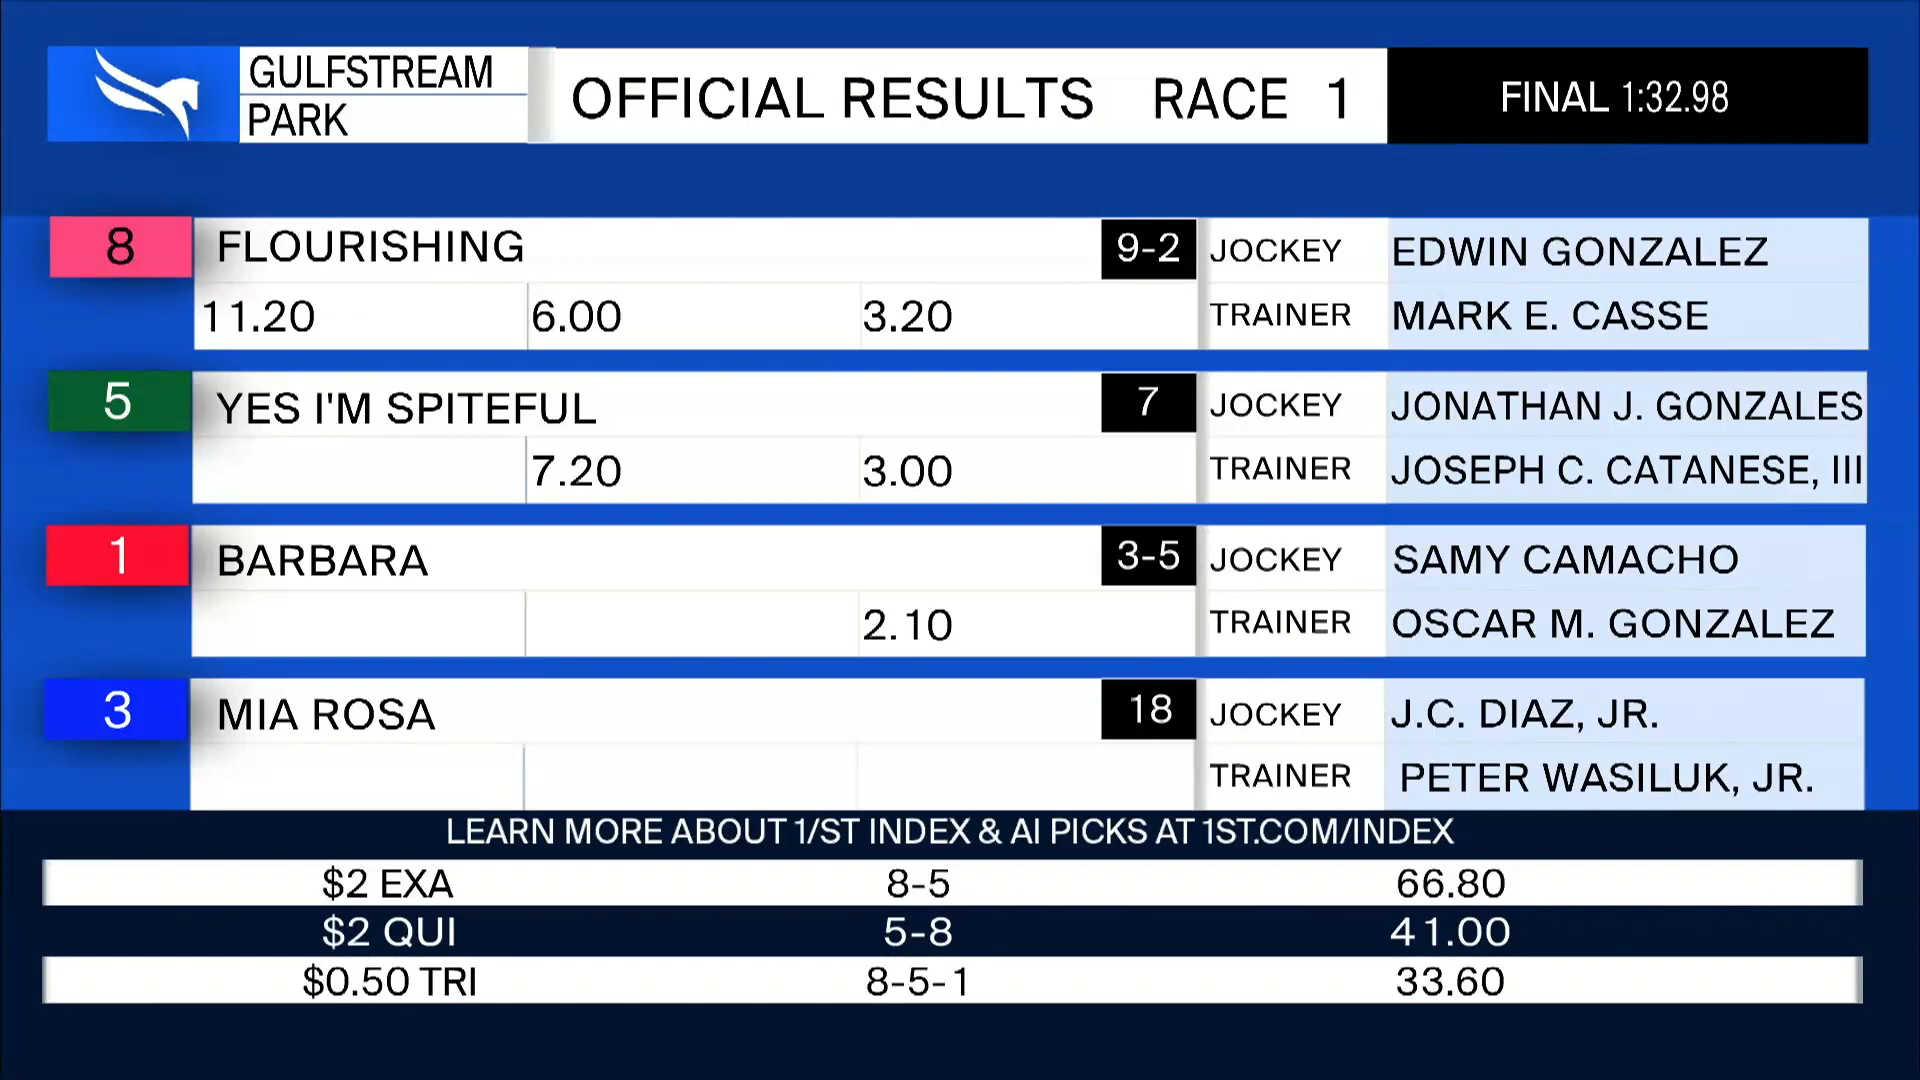 GULFSTREAM
PARK
OFFICIAL RESULTS RACE 1
FINAL 1:32.98
8 FLOURISHING 9-2 JOCKEY EDWIN GONZALEZ
11.20 6.00 3.20 TRAINER MARK E. CASSE
5 YES I'M SPITEFUL 7 JOCKEY JONATHAN J. GONZALES
7.20 3.00 TRAINER JOSEPH C. CATANESE, III
1 BARBARA 3-5 JOCKEY SAMY CAMACHO
2.10 TRAINER OSCAR M. GONZALEZ
3 MIA ROSA 18 JOCKEY J.C. DIAZ, JR.
TRAINER PETER WASILUK, JR.
LEARN MORE ABOUT 1/ST INDEX & AI PICKS AT 1ST.COM/INDEX
$2 EXA 8-5 66.80
$2 QUI 5-8 41.00
$0.50 TRI 8-5-1 33.60